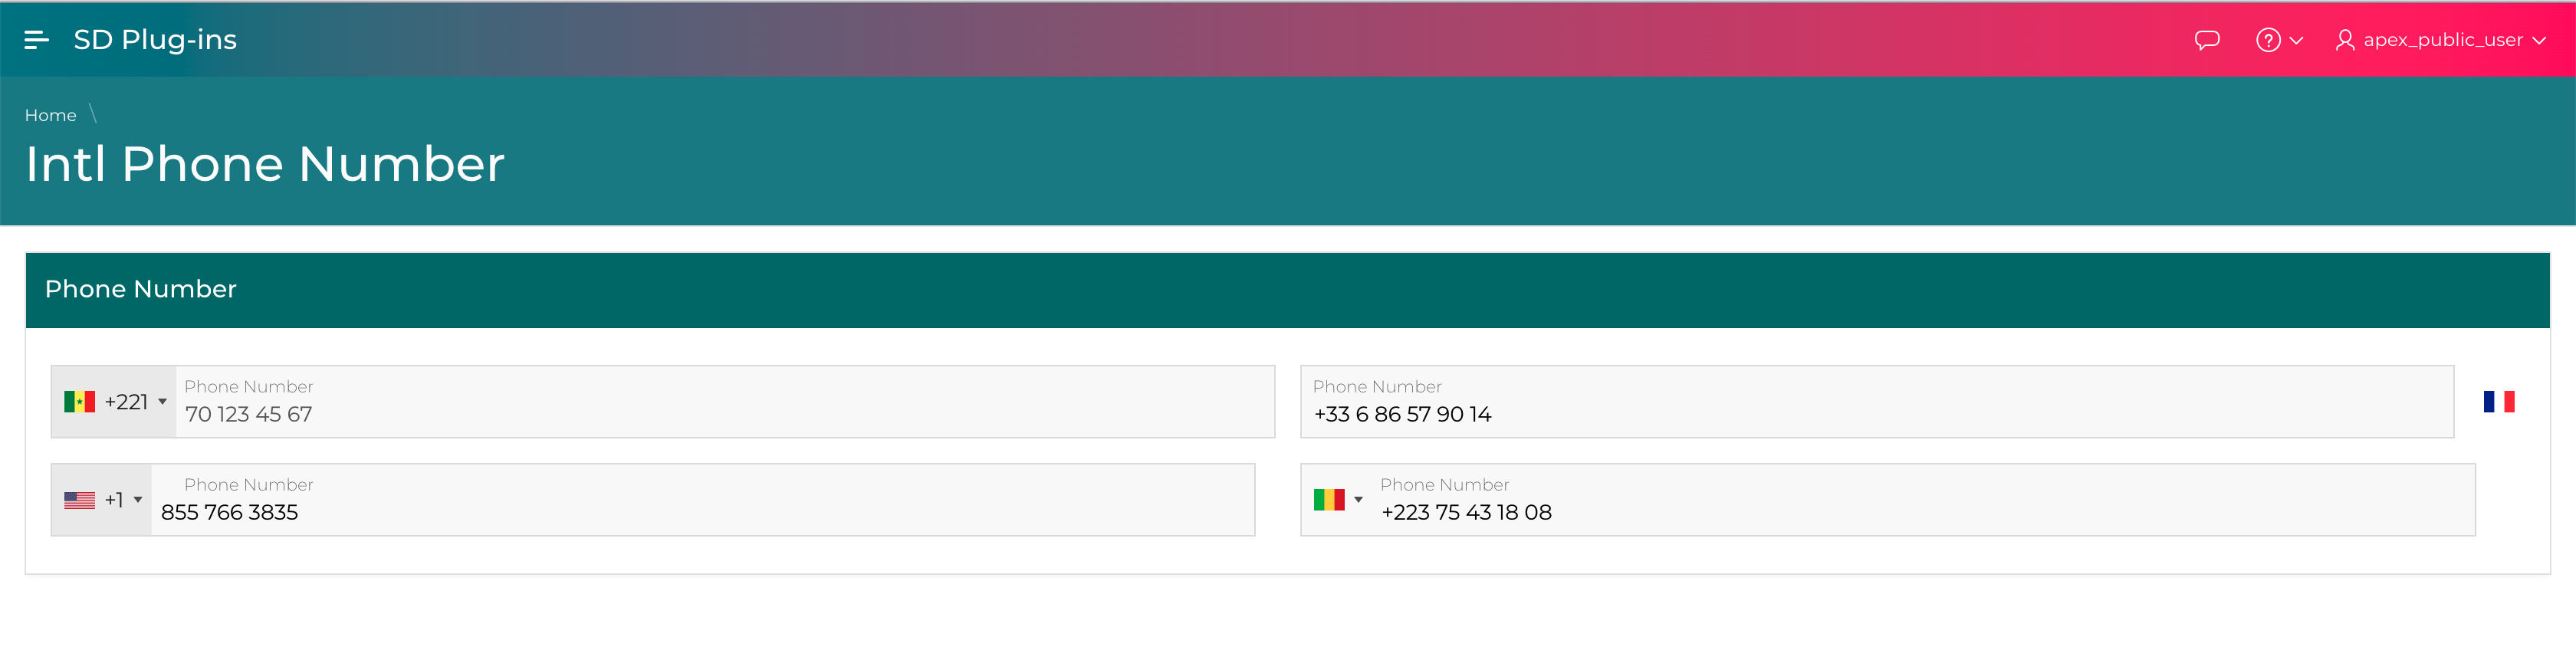 SD Plug-ins
apex_public_user
Home \
Intl Phone Number
Phone Number
+221
Phone Number
70 123 45 67
Phone Number
+33 6 86 57 90 14
+1
Phone Number
855 766 3835
Phone Number
+223 75 43 18 08